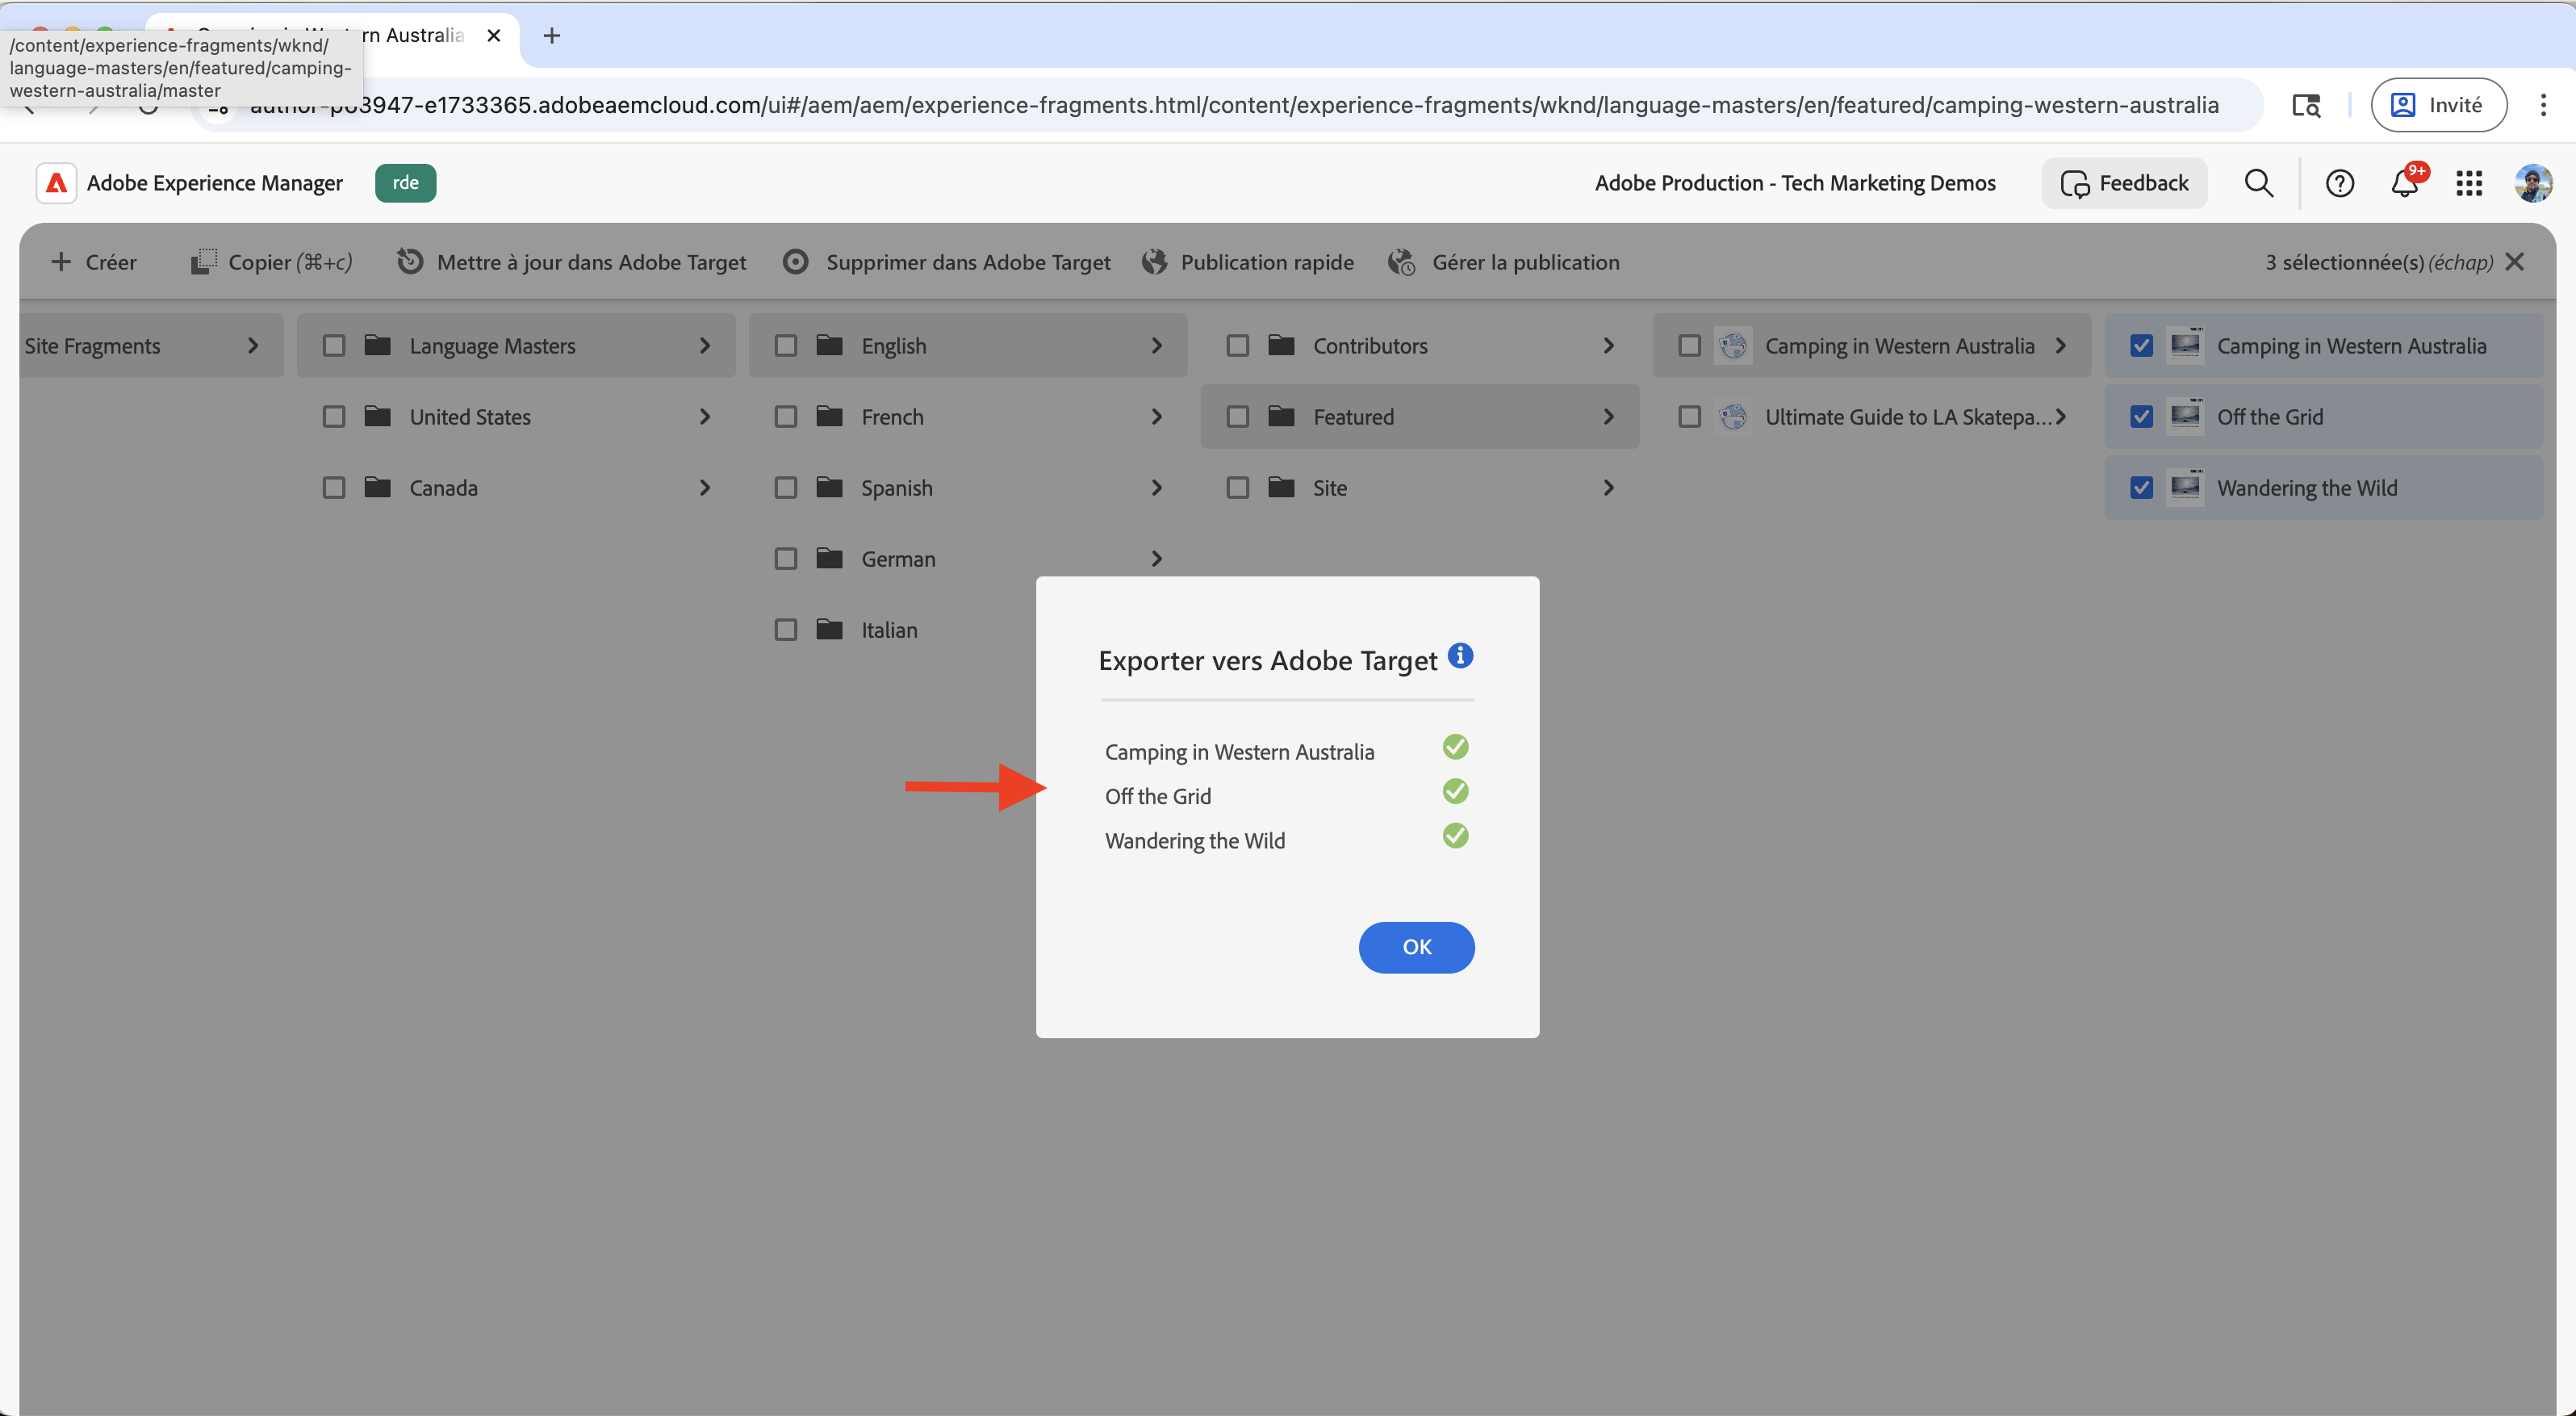 rn Australia
/content/experience-fragments/wknd/
language-masters/en/featured/camping-
western-australia/master
author-p63947-e1733365.adobeaemcloud.com/ui#/aem/aem/experience-fragments.html/content/experience-fragments/wknd/language-masters/en/featured/camping-western-australia
Invité
Adobe Experience Manager
rde
Adobe Production - Tech Marketing Demos
Feedback
9+
Créer
Copier (⌘+c)
Mettre à jour dans Adobe Target
Supprimer dans Adobe Target
Publication rapide
Gérer la publication
3 sélectionnée(s) (échap)
Site Fragments
Language Masters
English
Contributors
Camping in Western Australia
Camping in Western Australia
United States
French
Featured
Ultimate Guide to LA Skatepa...
Off the Grid
Canada
Spanish
Site
Wandering the Wild
German
Italian
Exporter vers Adobe Target
Camping in Western Australia
Off the Grid
Wandering the Wild
OK